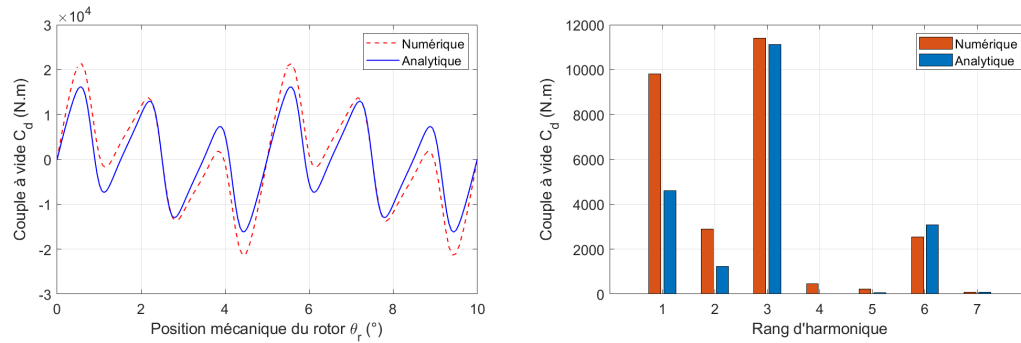 ×10⁴
3
2
1
0
-1
-2
-3
0 2 4 6 8 10
Couple à vide C_d (N.m)
Position mécanique du rotor θ_r (°)
Numérique
Analytique
12000
10000
8000
6000
4000
2000
0
1 2 3 4 5 6 7
Couple à vide C_d (N.m)
Rang d'harmonique
Numérique
Analytique